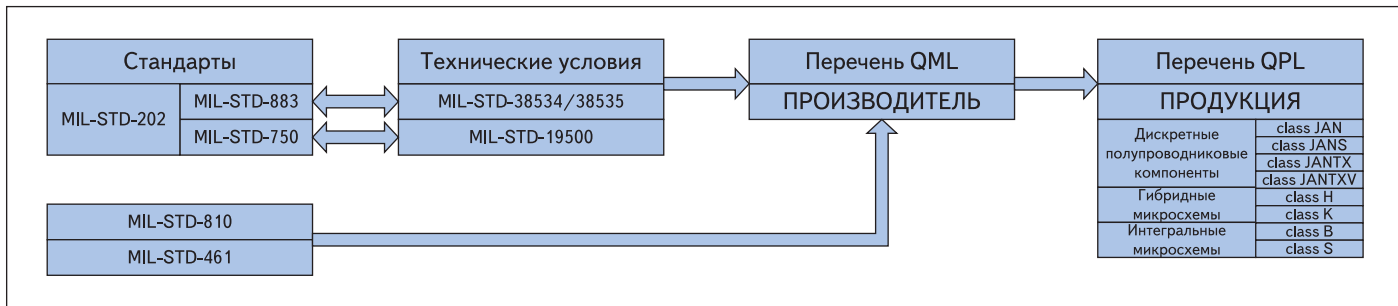 Стандарты
MIL-STD-202
MIL-STD-883
MIL-STD-750
Технические условия
MIL-STD-38534/38535
MIL-STD-19500
Перечень QML
ПРОИЗВОДИТЕЛЬ
Перечень QPL
ПРОДУКЦИЯ
Дискретные
полупроводниковые
компоненты
class JAN
class JANS
class JANTX
class JANTXV
Гибридные
микросхемы
class H
class K
Интегральные
микросхемы
class B
class S
MIL-STD-810
MIL-STD-461